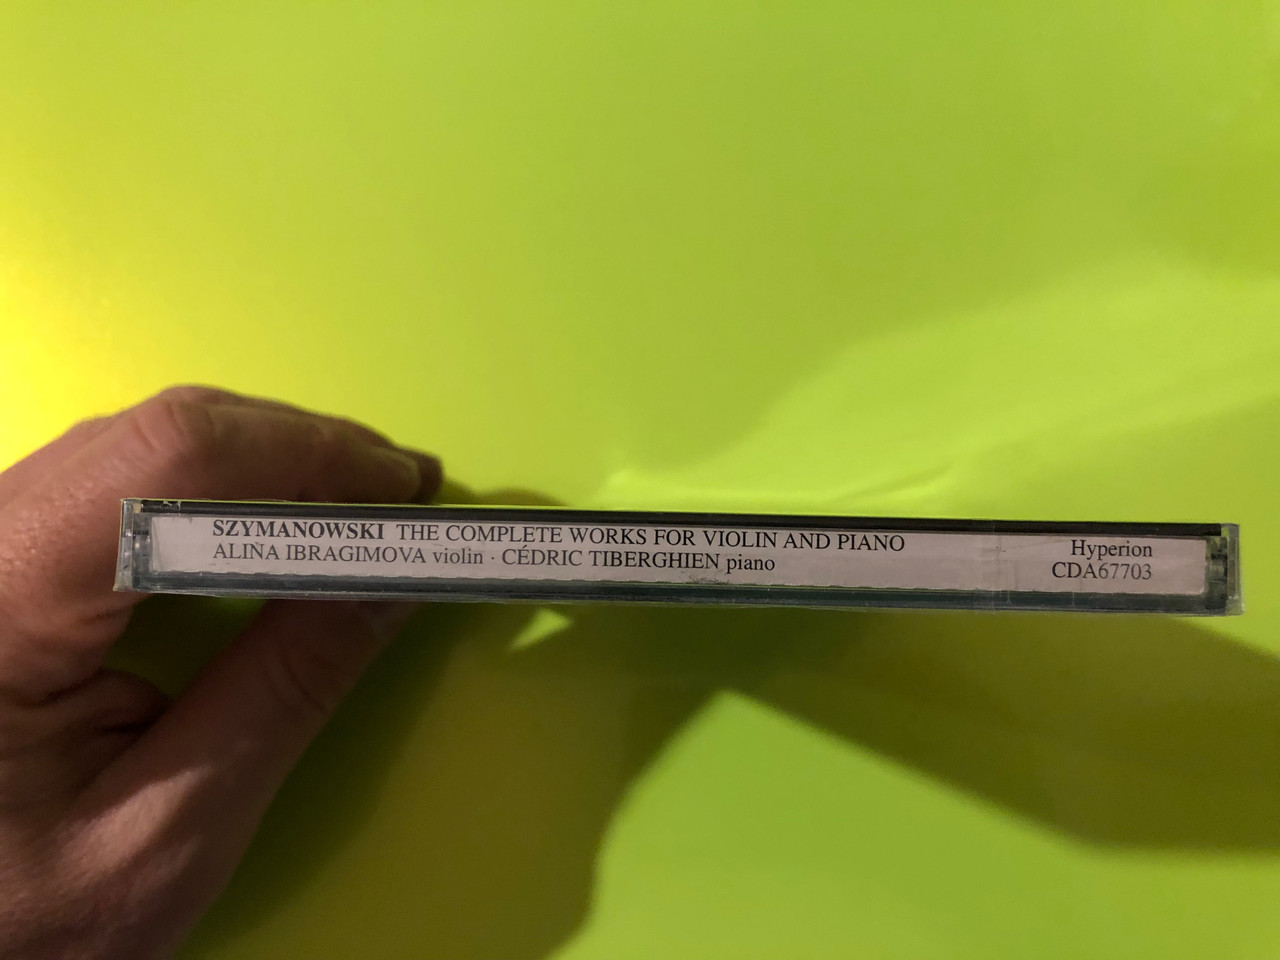 SZYMANOWSKI THE COMPLETE WORKS FOR VIOLIN AND PIANO
ALINA IBRAGIMOVA violin · CÉDRIC TIBERGHIEN piano
Hyperion
CDA67703